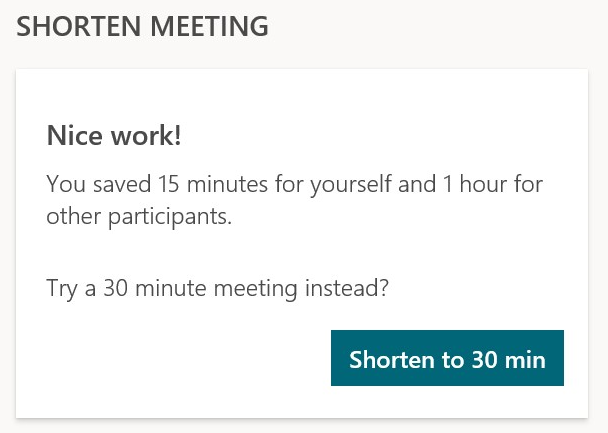 SHORTEN MEETING
Nice work!
You saved 15 minutes for yourself and 1 hour for
other participants.
Try a 30 minute meeting instead?
Shorten to 30 min